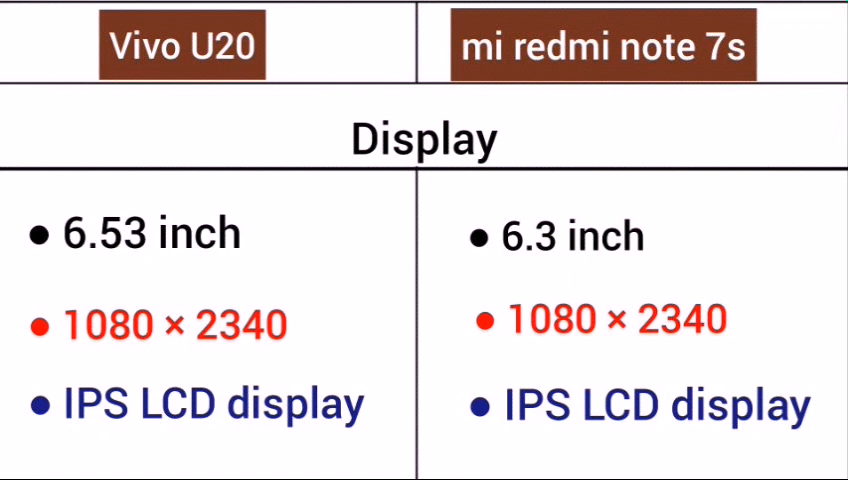 Vivo U20
mi redmi note 7s
Display
● 6.53 inch
● 6.3 inch
● 1080 × 2340
● 1080 × 2340
● IPS LCD display
● IPS LCD display